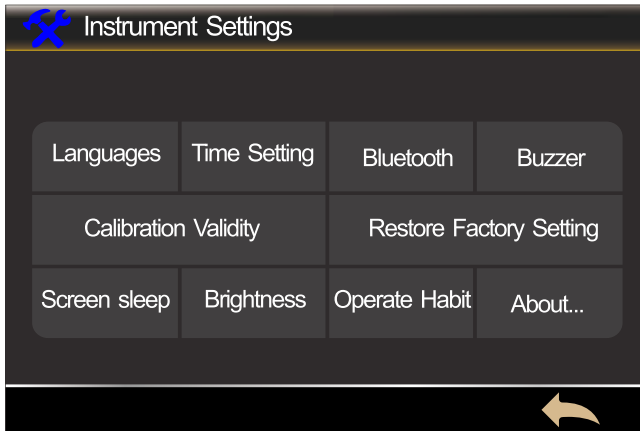 Instrument Settings
Languages
Time Setting
Bluetooth
Buzzer
Calibration Validity
Restore Factory Setting
Screen sleep
Brightness
Operate Habit
About...